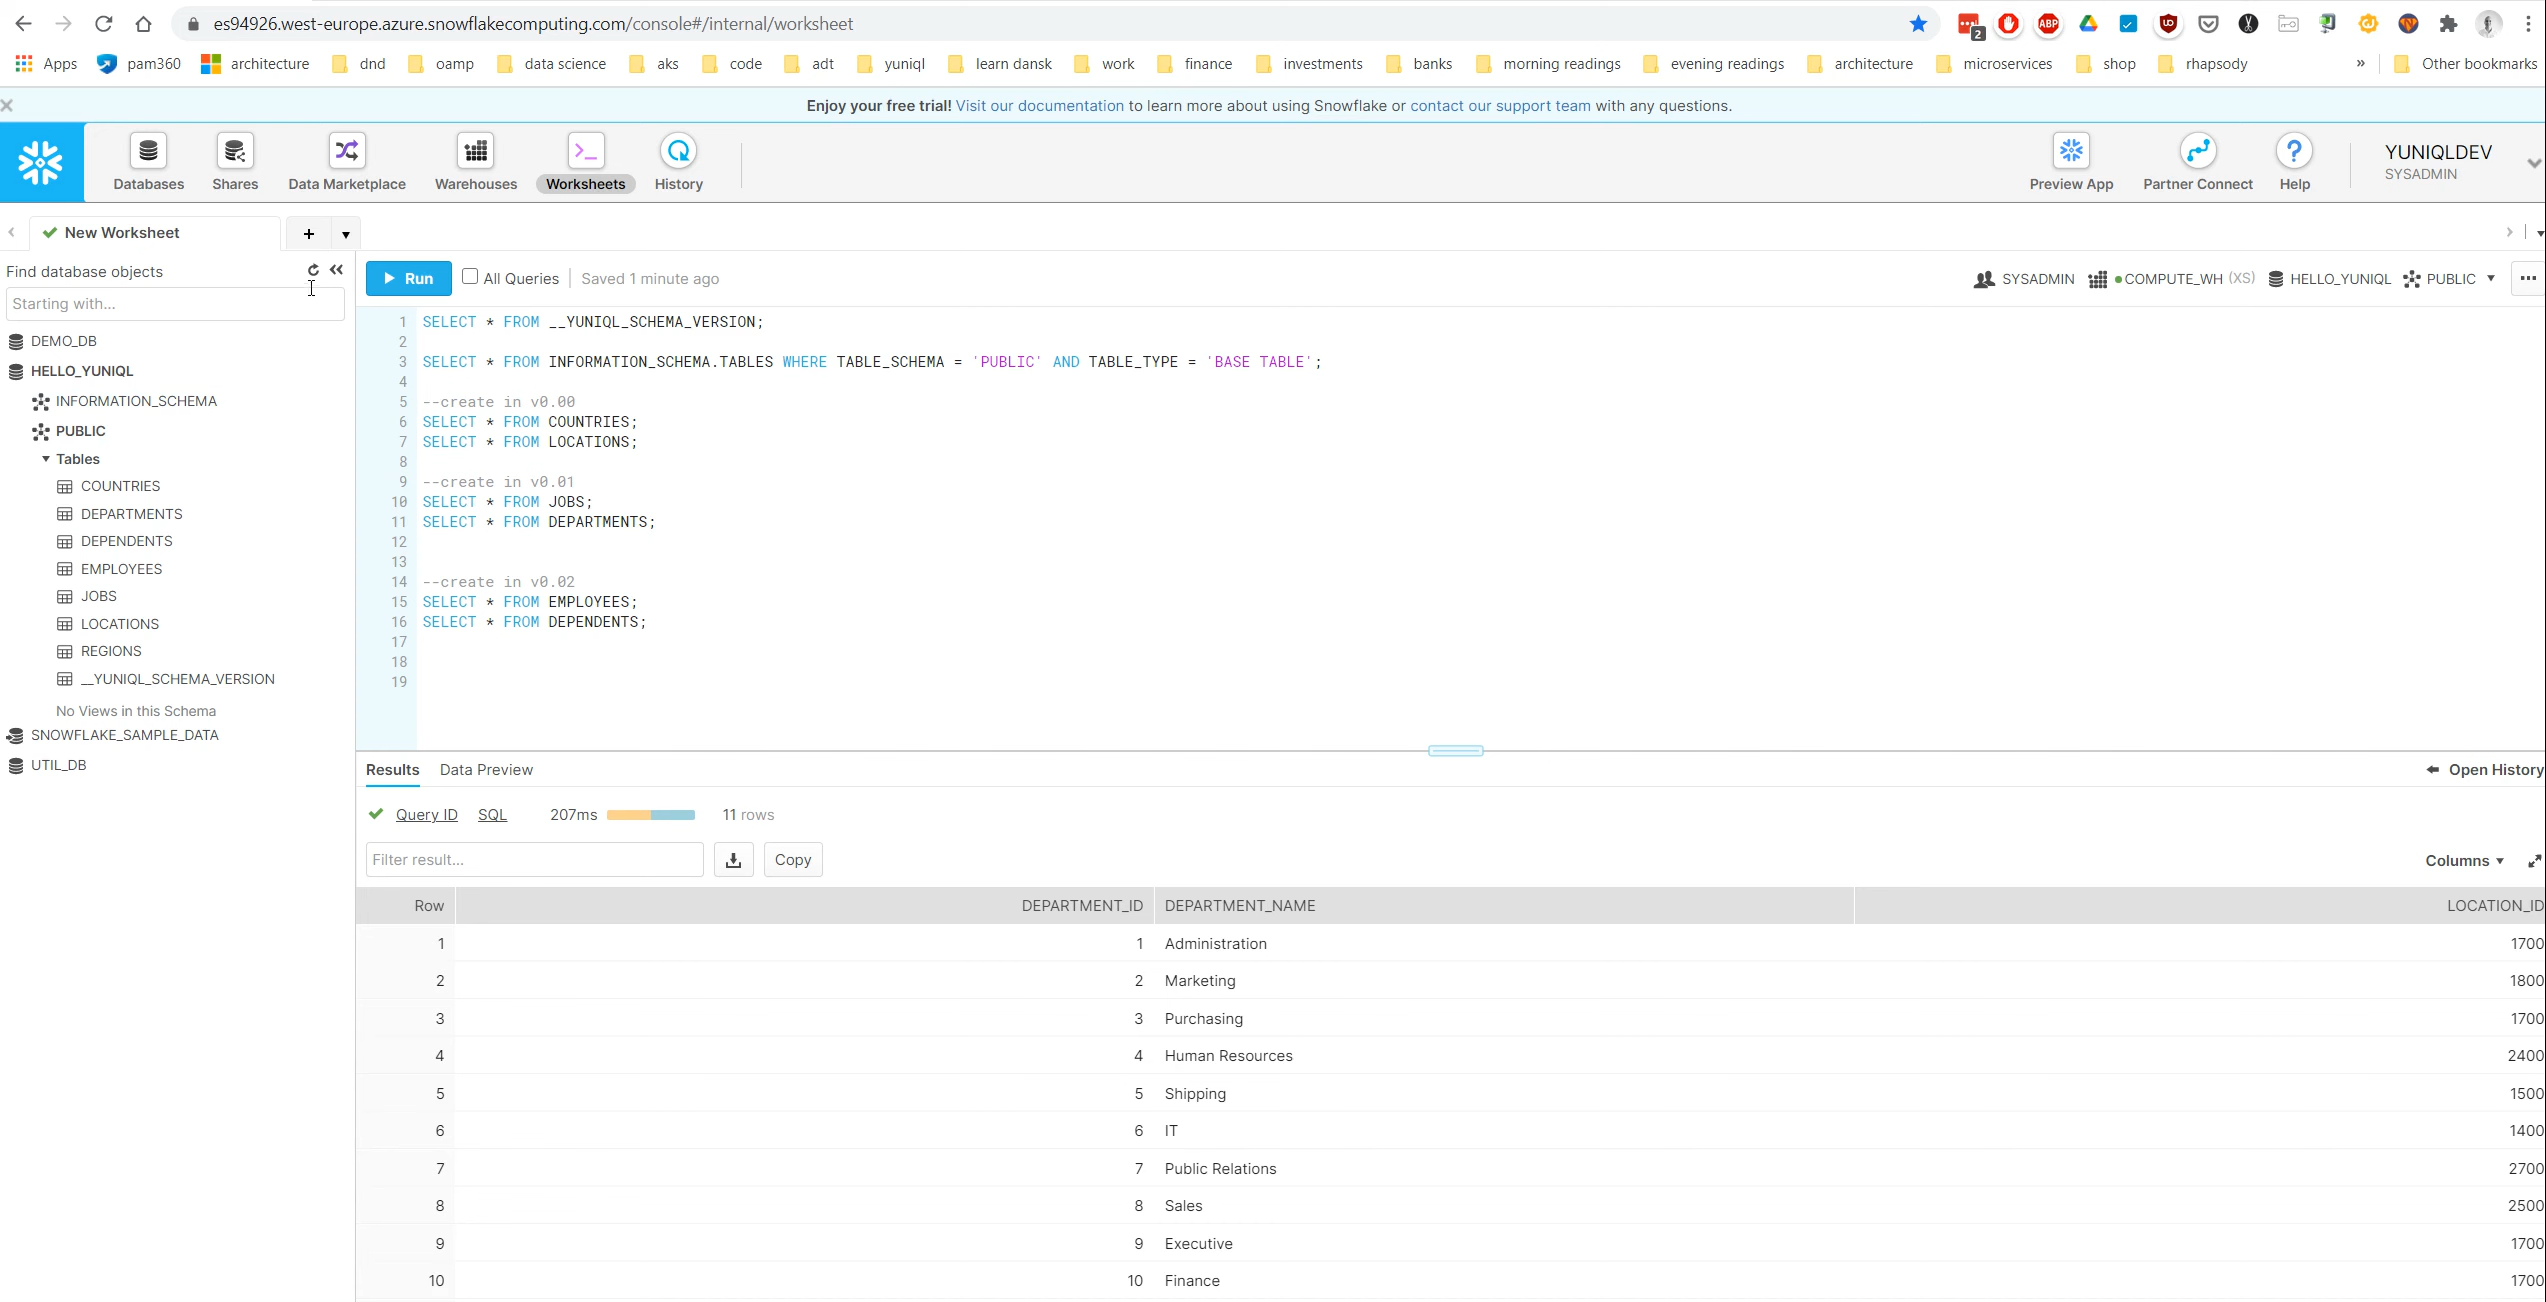 es94926.west-europe.azure.snowflakecomputing.com/console#/internal/worksheet
2
ABP
Apps pam360 architecture dnd oamp data science aks code adt yuniql learn dansk work finance investments banks morning readings evening readings architecture microservices shop rhapsody » Other bookmarks
Enjoy your free trial! Visit our documentation to learn more about using Snowflake or contact our support team with any questions.
Databases Shares Data Marketplace Warehouses Worksheets History Preview App Partner Connect Help
YUNIQLDEV
SYSADMIN
New Worksheet
Find database objects
Starting with...
DEMO_DB
HELLO_YUNIQL
INFORMATION_SCHEMA
PUBLIC
Tables
COUNTRIES
DEPARTMENTS
DEPENDENTS
EMPLOYEES
JOBS
LOCATIONS
REGIONS
__YUNIQL_SCHEMA_VERSION
No Views in this Schema
SNOWFLAKE_SAMPLE_DATA
UTIL_DB
Run All Queries Saved 1 minute ago SYSADMIN COMPUTE_WH (XS) HELLO_YUNIQL PUBLIC
1 SELECT * FROM __YUNIQL_SCHEMA_VERSION;
2
3 SELECT * FROM INFORMATION_SCHEMA.TABLES WHERE TABLE_SCHEMA = 'PUBLIC' AND TABLE_TYPE = 'BASE TABLE';
4
5 --create in v0.00
6 SELECT * FROM COUNTRIES;
7 SELECT * FROM LOCATIONS;
8
9 --create in v0.01
10 SELECT * FROM JOBS;
11 SELECT * FROM DEPARTMENTS;
12
13
14 --create in v0.02
15 SELECT * FROM EMPLOYEES;
16 SELECT * FROM DEPENDENTS;
17
18
19
Results Data Preview Open History
Query ID SQL 207ms 11 rows
Filter result... Copy Columns
Row DEPARTMENT_ID DEPARTMENT_NAME LOCATION_ID
1 1 Administration 1700
2 2 Marketing 1800
3 3 Purchasing 1700
4 4 Human Resources 2400
5 5 Shipping 1500
6 6 IT 1400
7 7 Public Relations 2700
8 8 Sales 2500
9 9 Executive 1700
10 10 Finance 1700